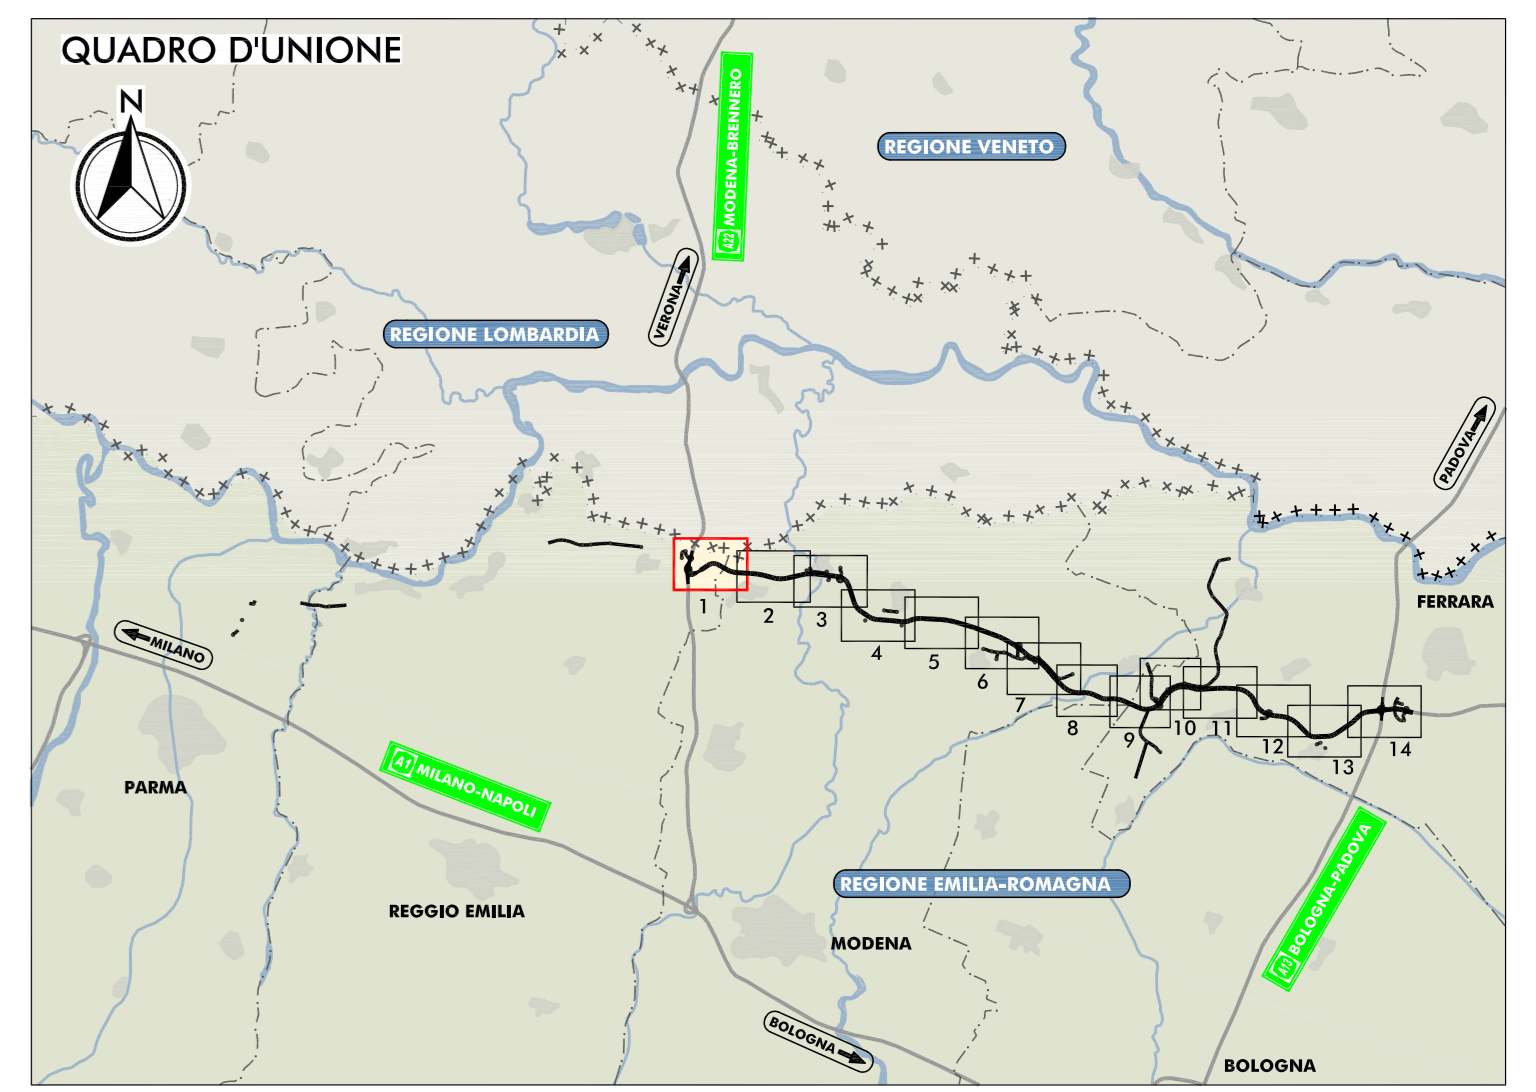 QUADRO D'UNIONE
N
A22 MODENA-BRENNERO
REGIONE VENETO
VERONA
REGIONE LOMBARDIA
PADOVA
FERRARA
MILANO
1
2
3
4
5
6
7
8
9
10
11
12
13
14
PARMA
A1 MILANO-NAPOLI
REGIONE EMILIA-ROMAGNA
A13 BOLOGNA-PADOVA
REGGIO EMILIA
MODENA
BOLOGNA
BOLOGNA